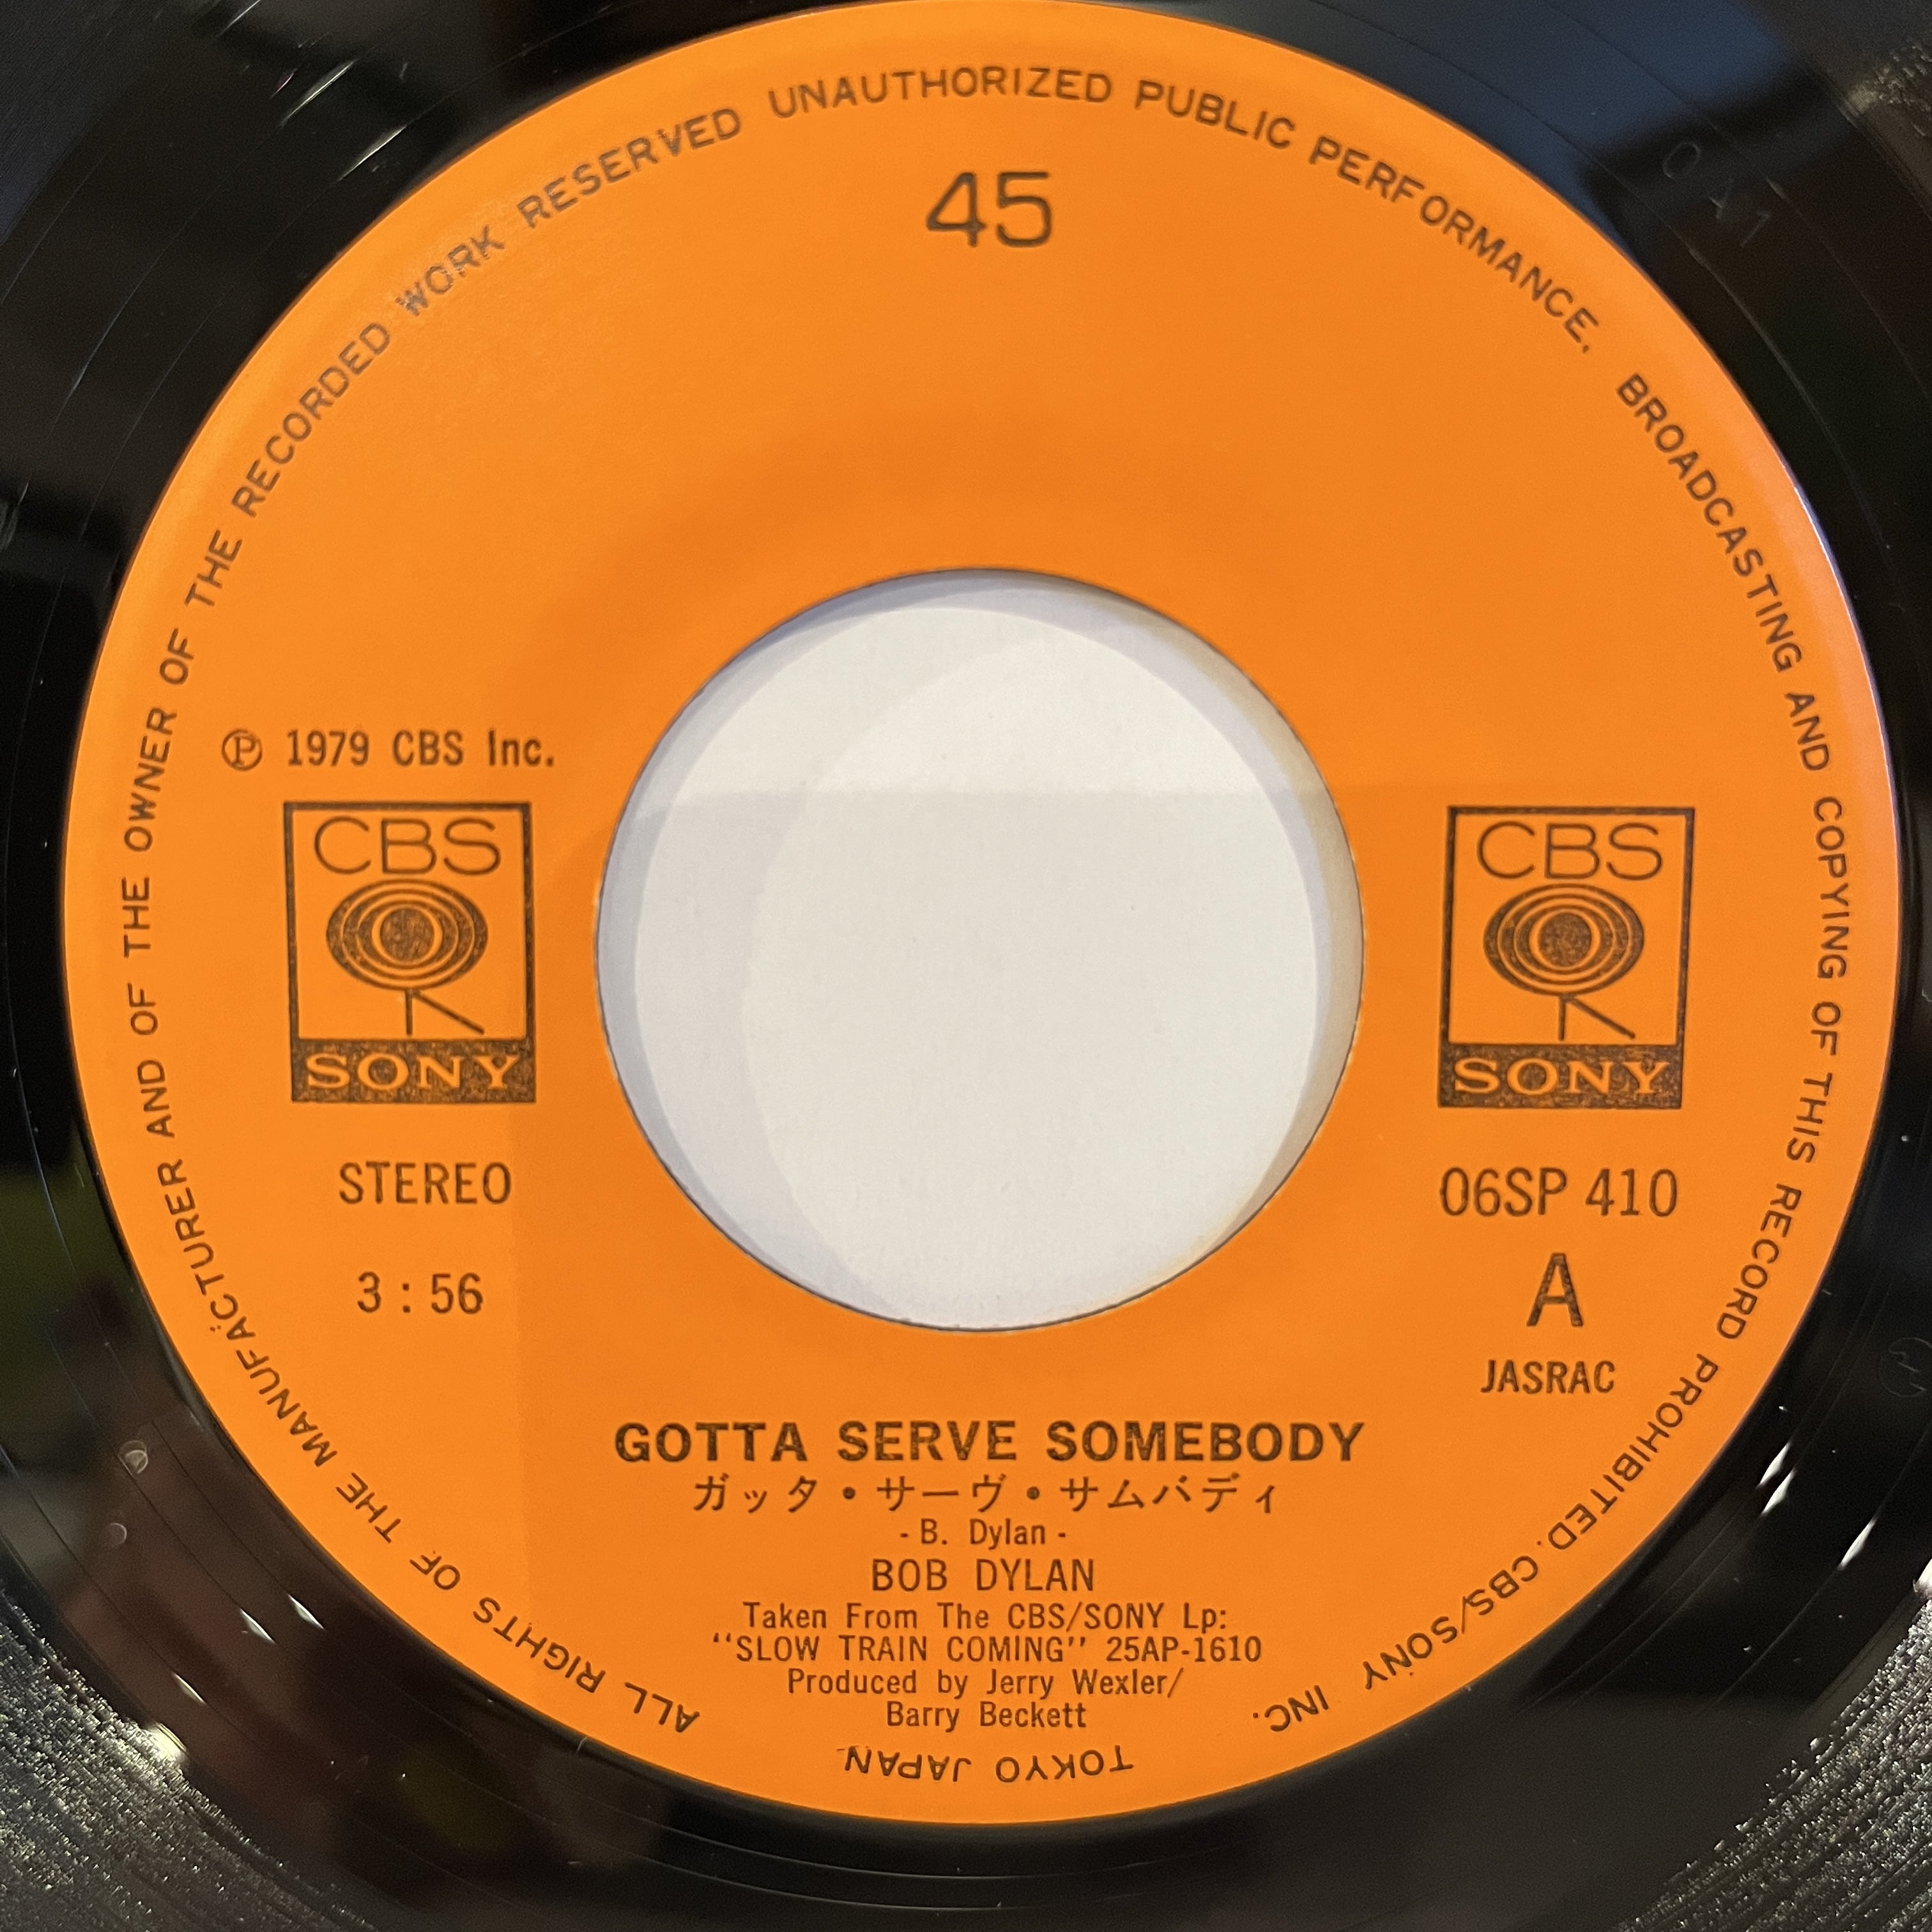 ALL RIGHTS OF THE MANUFACTURER AND OF THE OWNER OF THE RECORDED WORK RESERVED UNAUTHORIZED PUBLIC PERFORMANCE. BROADCASTING AND COPYING OF THIS RECORD PROHIBITED. CBS/SONY INC.
TOKYO JAPAN
45
Ⓟ 1979 CBS Inc.
CBS
SONY
STEREO
3:56
CBS
SONY
06SP 410
A
JASRAC
GOTTA SERVE SOMEBODY
ガッタ・サーヴ・サムバディ
- B. Dylan -
BOB DYLAN
Taken From The CBS/SONY Lp:
"SLOW TRAIN COMING" 25AP-1610
Produced by Jerry Wexler/
Barry Beckett